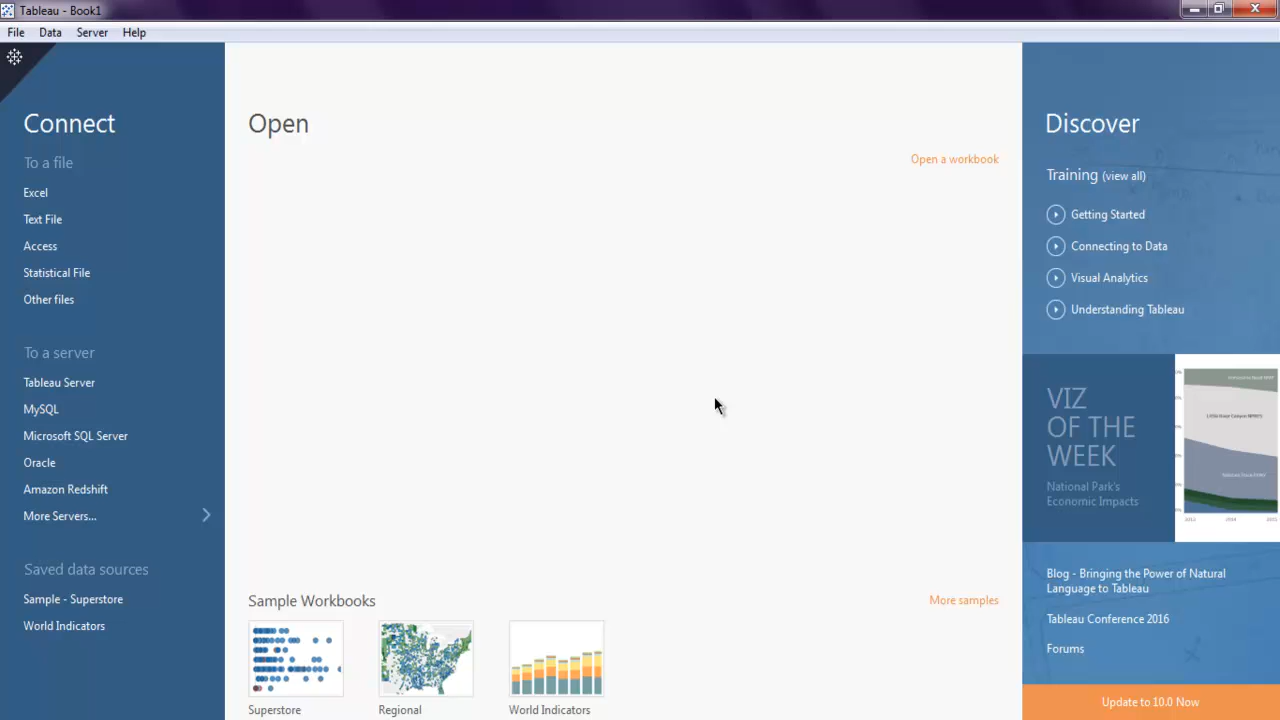 Tableau - Book1
File Data Server Help
Connect
To a file
Excel
Text File
Access
Statistical File
Other files
To a server
Tableau Server
MySQL
Microsoft SQL Server
Oracle
Amazon Redshift
More Servers...
Saved data sources
Sample - Superstore
World Indicators
Open
Open a workbook
Sample Workbooks
More samples
Superstore
Regional
World Indicators
Discover
Training (view all)
Getting Started
Connecting to Data
Visual Analytics
Understanding Tableau
VIZ
OF THE
WEEK
National Park's
Economic Impacts
Blog - Bringing the Power of Natural
Language to Tableau
Tableau Conference 2016
Forums
Update to 10.0 Now